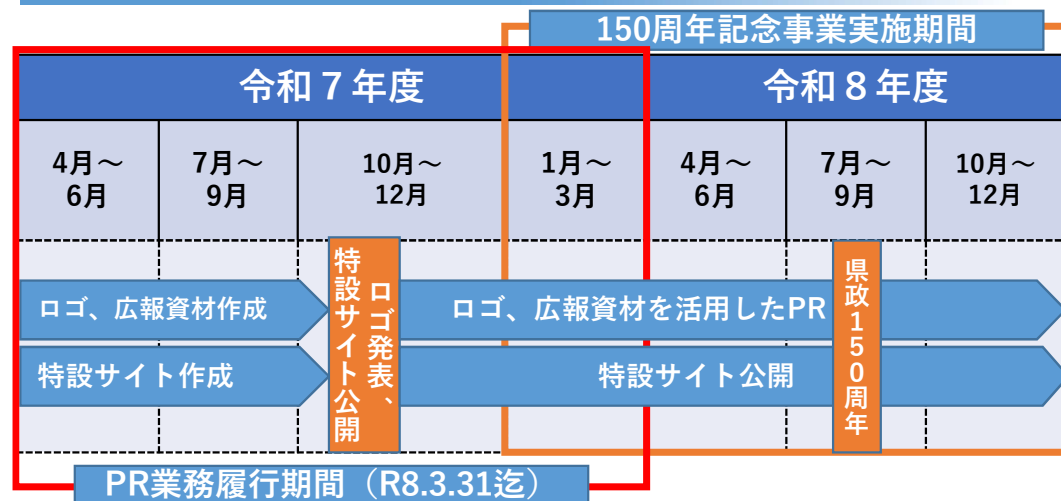 150周年記念事業実施期間
令和７年度
令和８年度
4月～
6月
7月～
9月
10月～
12月
1月～
3月
4月～
6月
7月～
9月
10月～
12月
ロゴ、広報資材作成
ロゴ発表、
特設サイト公開
ロゴ、広報資材を活用したPR
県政150周年
特設サイト作成
特設サイト公開
PR業務履行期間（R8.3.31迄）